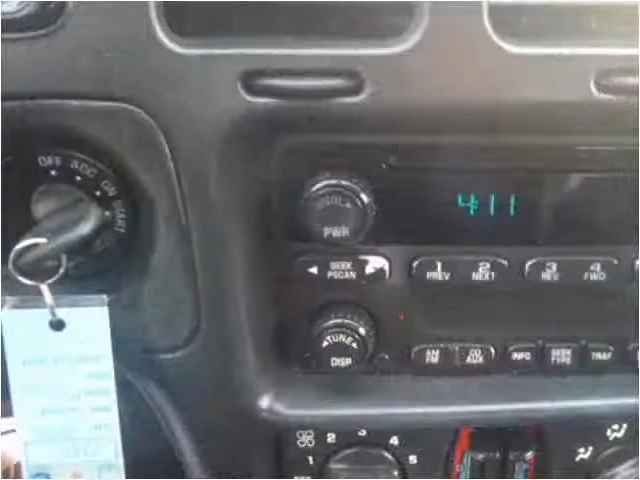 OFF ACC ON START
VOL
PWR
411
SEEK
PSCAN
1 PREV
2 NEXT
3 REV
4 FWD
TUNE
DISP
AM
FM
CD
AUX
INFO
SEEK
TYPE
TRAF
1 2 3 4 5